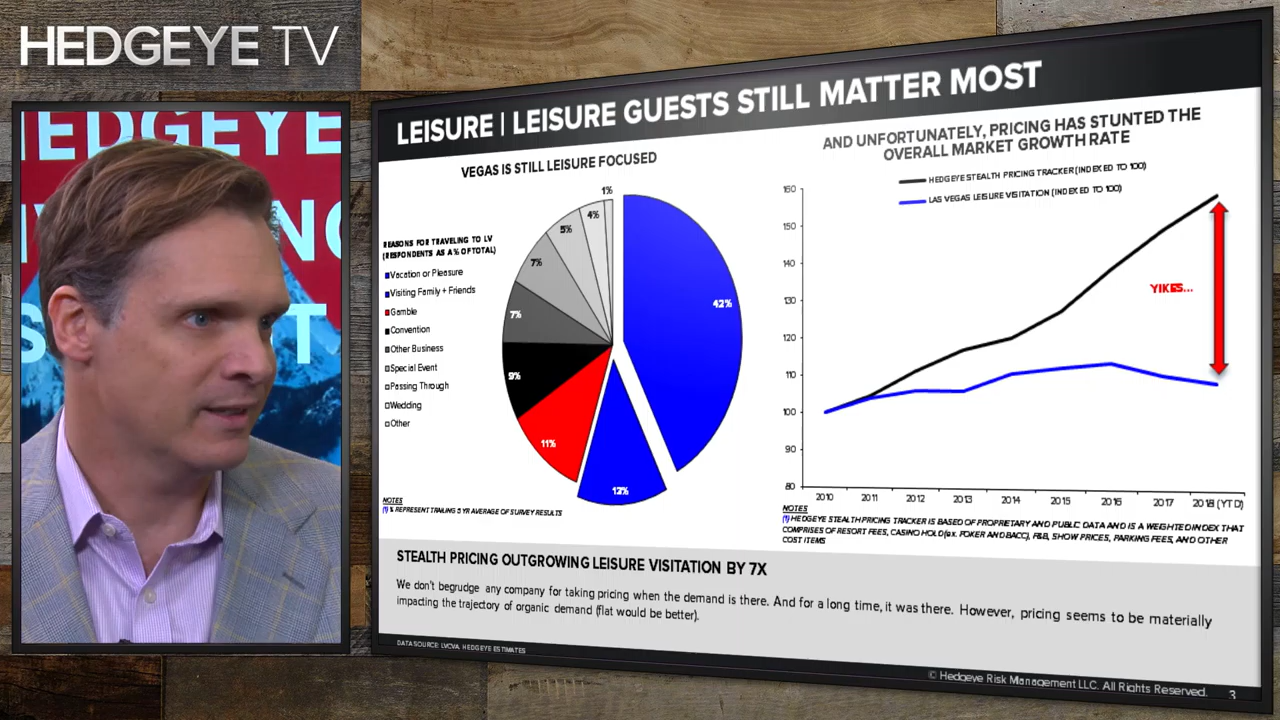 HEDGEYE TV
EDGEYE
LEISURE | LEISURE GUESTS STILL MATTER MOST
VEGAS IS STILL LEISURE FOCUSED
REASONS FOR TRAVELING TO LV
(RESPONDENTS AS A % OF TOTAL)
Vacation or Pleasure
Visiting Family + Friends
Gamble
Convention
Other Business
Special Event
Passing Through
Wedding
Other
1%
4%
5%
7%
7%
9%
11%
12%
42%
NOTES
(1) % REPRESENT TRAILING 5 YR AVERAGE OF SURVEY RESULTS
AND UNFORTUNATELY, PRICING HAS STUNTED THE
OVERALL MARKET GROWTH RATE
HEDGEYE STEALTH PRICING TRACKER (INDEXED TO 100)
LAS VEGAS LEISURE VISITATION (INDEXED TO 100)
160
150
140
130
120
110
100
90
80
YIKES...
2010 2011 2012 2013 2014 2015 2016 2017 2018 (YTD)
NOTES
(1) HEDGEYE STEALTH PRICING TRACKER IS BASED OF PROPRIETARY AND PUBLIC DATA AND IS A WEIGHTED INDEX THAT
COMPRISES OF RESORT FEES, CASINO HOLD (ex. POKER AND BACC), F&B, SHOW PRICES, PARKING FEES, AND OTHER
COST ITEMS
STEALTH PRICING OUTGROWING LEISURE VISITATION BY 7X
We don't begrudge any company for taking pricing when the demand is there. And for a long time, it was there. However, pricing seems to be materially
impacting the trajectory of organic demand (flat would be better).
DATA SOURCE: LVCVA, HEDGEYE ESTIMATES
© Hedgeye Risk Management LLC. All Rights Reserved. 3